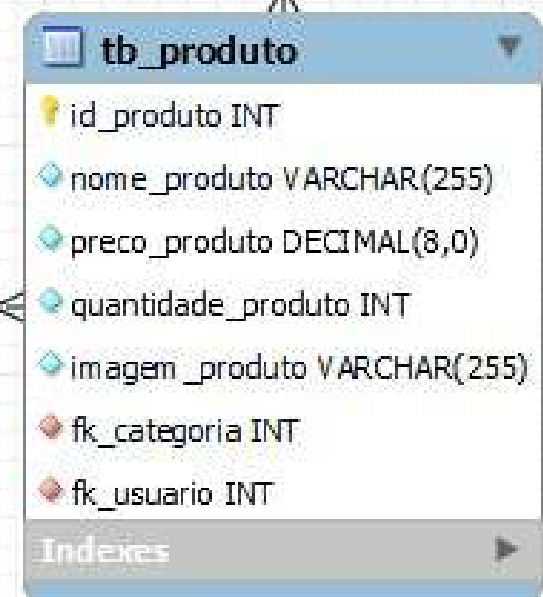 tb_produto
id_produto INT
nome_produto VARCHAR(255)
preco_produto DECIMAL(8,0)
quantidade_produto INT
imagem_produto VARCHAR(255)
fk_categoria INT
fk_usuario INT
Indexes